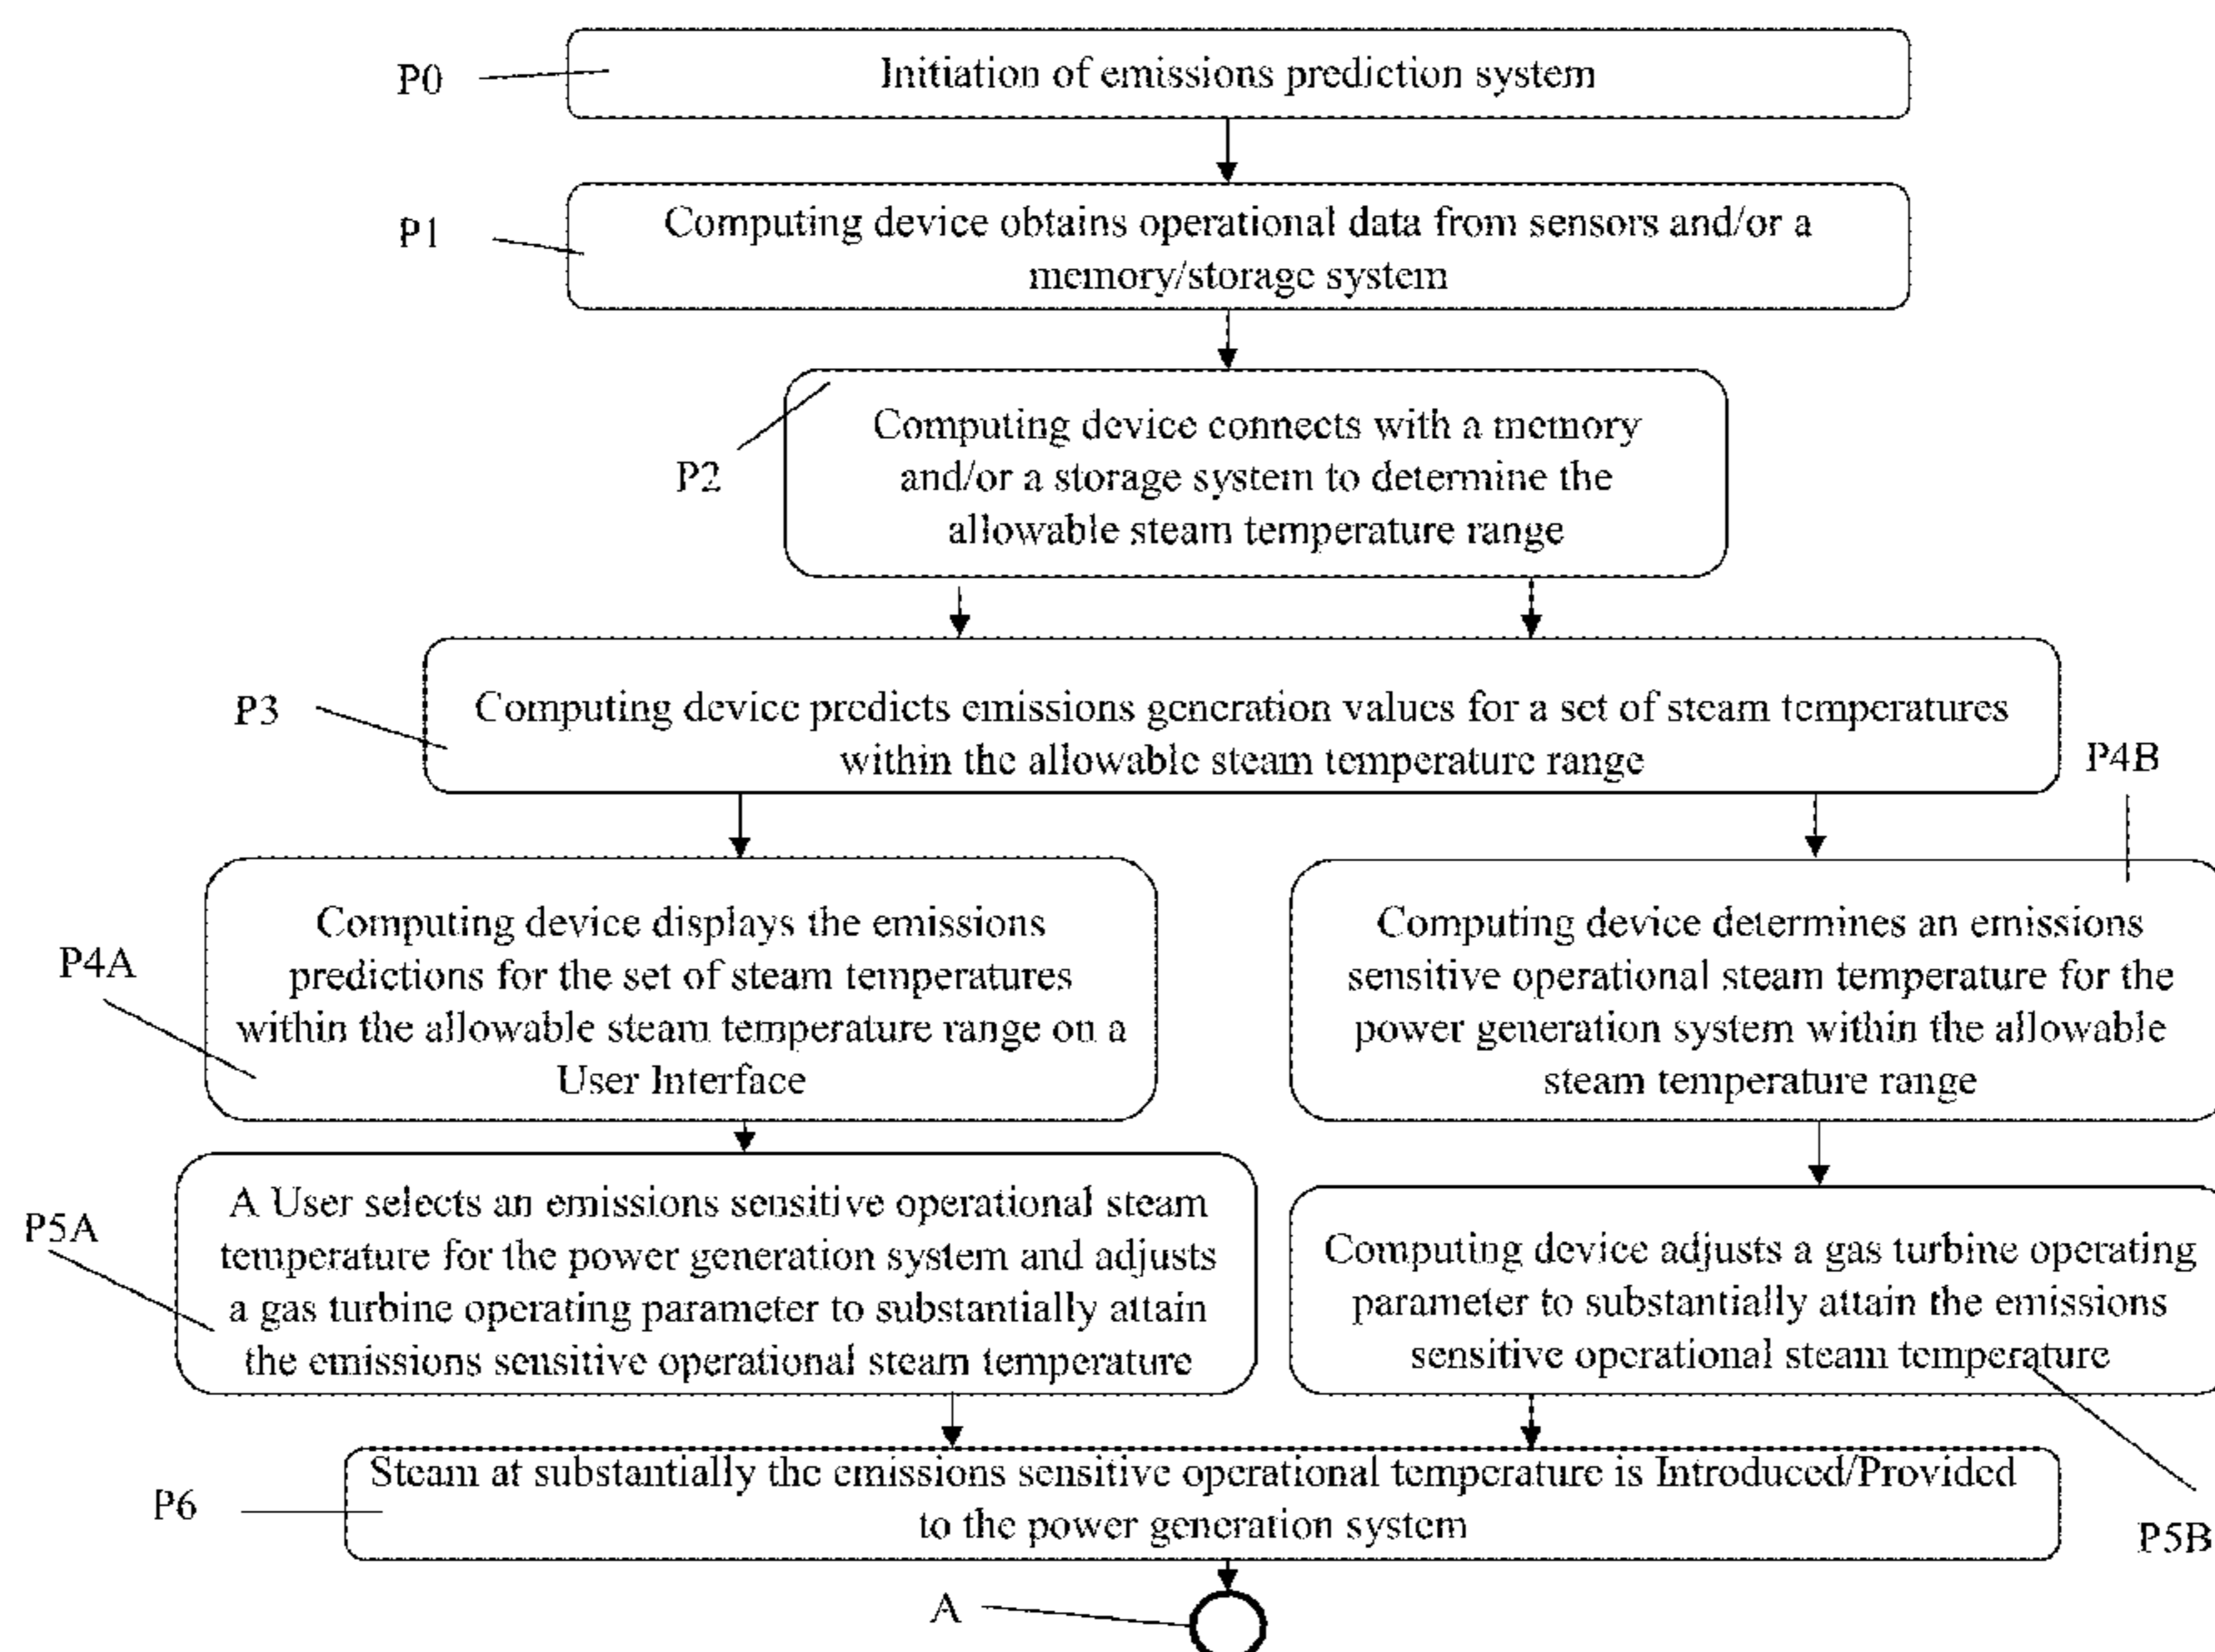 P0
Initiation of emissions prediction system
P1
Computing device obtains operational data from sensors and/or a
memory/storage system
P2
Computing device connects with a memory
and/or a storage system to determine the
allowable steam temperature range
P3
Computing device predicts emissions generation values for a set of steam temperatures
within the allowable steam temperature range
P4A
Computing device displays the emissions
predictions for the set of steam temperatures
within the allowable steam temperature range on a
User Interface
P4B
Computing device determines an emissions
sensitive operational steam temperature for the
power generation system within the allowable
steam temperature range
P5A
A User selects an emissions sensitive operational steam
temperature for the power generation system and adjusts
a gas turbine operating parameter to substantially attain
the emissions sensitive operational steam temperature
Computing device adjusts a gas turbine operating
parameter to substantially attain the emissions
sensitive operational steam temperature
P5B
P6
Steam at substantially the emissions sensitive operational temperature is Introduced/Provided
to the power generation system
A